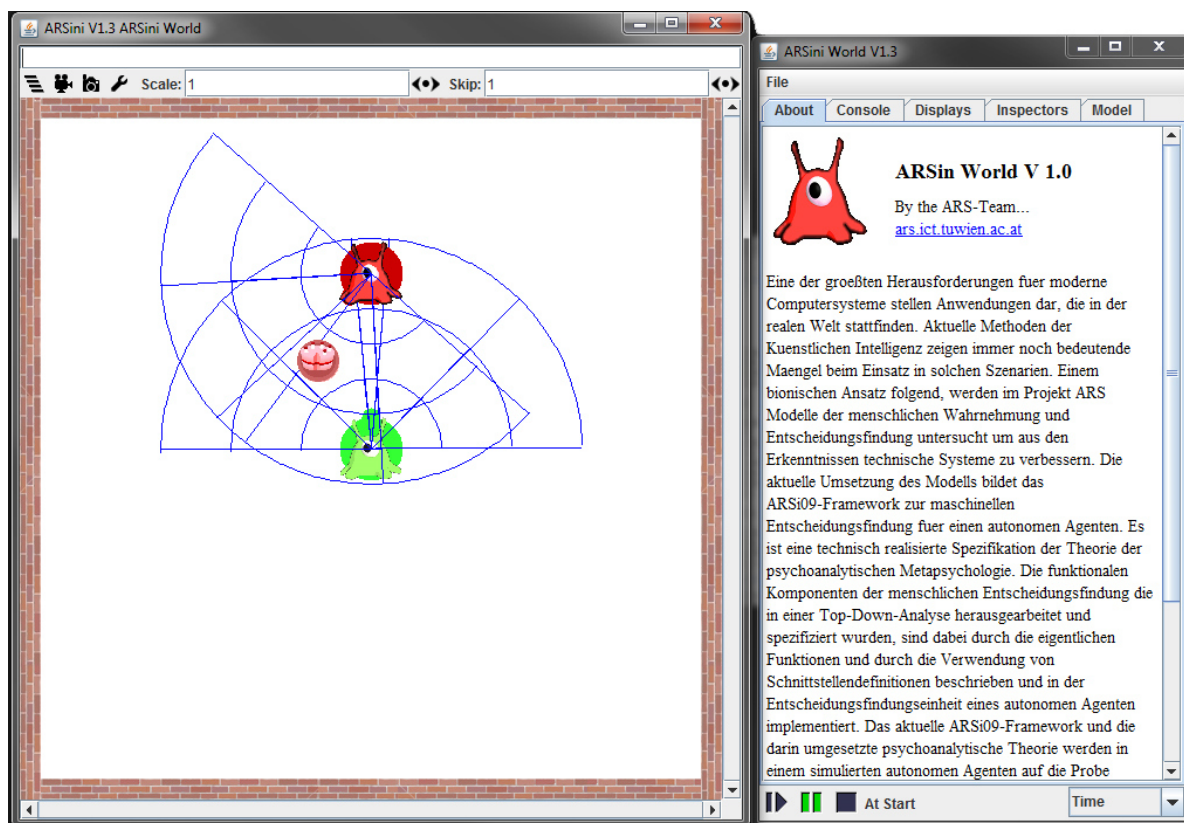 ARSini V1.3 ARSini World
Scale: 1
Skip: 1
ARSini World V1.3
File
About
Console
Displays
Inspectors
Model
ARSin World V 1.0
By the ARS-Team...
ars.ict.tuwien.ac.at
Eine der groeßten Herausforderungen fuer moderne
Computersysteme stellen Anwendungen dar, die in der
realen Welt stattfinden. Aktuelle Methoden der
Kuenstlichen Intelligenz zeigen immer noch bedeutende
Maengel beim Einsatz in solchen Szenarien. Einem
bionischen Ansatz folgend, werden im Projekt ARS
Modelle der menschlichen Wahrnehmung und
Entscheidungsfindung untersucht um aus den
Erkenntnissen technische Systeme zu verbessern. Die
aktuelle Umsetzung des Modells bildet das
ARSi09-Framework zur maschinellen
Entscheidungsfindung fuer einen autonomen Agenten. Es
ist eine technisch realisierte Spezifikation der Theorie der
psychoanalytischen Metapsychologie. Die funktionalen
Komponenten der menschlichen Entscheidungsfindung die
in einer Top-Down-Analyse herausgearbeitet und
spezifiziert wurden, sind dabei durch die eigentlichen
Funktionen und durch die Verwendung von
Schnittstellendefinitionen beschrieben und in der
Entscheidungsfindungseinheit eines autonomen Agenten
implementiert. Das aktuelle ARSi09-Framework und die
darin umgesetzte psychoanalytische Theorie werden in
einem simulierten autonomen Agenten auf die Probe
At Start
Time